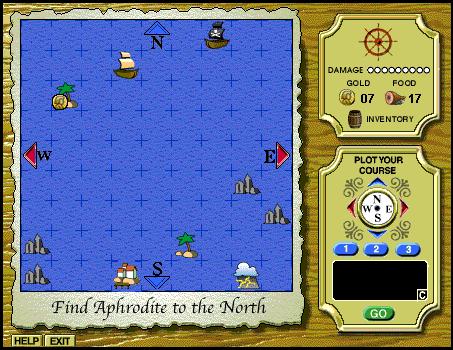 N
W
E
S
Find Aphrodite to the North
HELP EXIT
DAMAGE
GOLD FOOD
07 17
INVENTORY
PLOT YOUR
COURSE
N
W E
S
1 2 3
C
GO